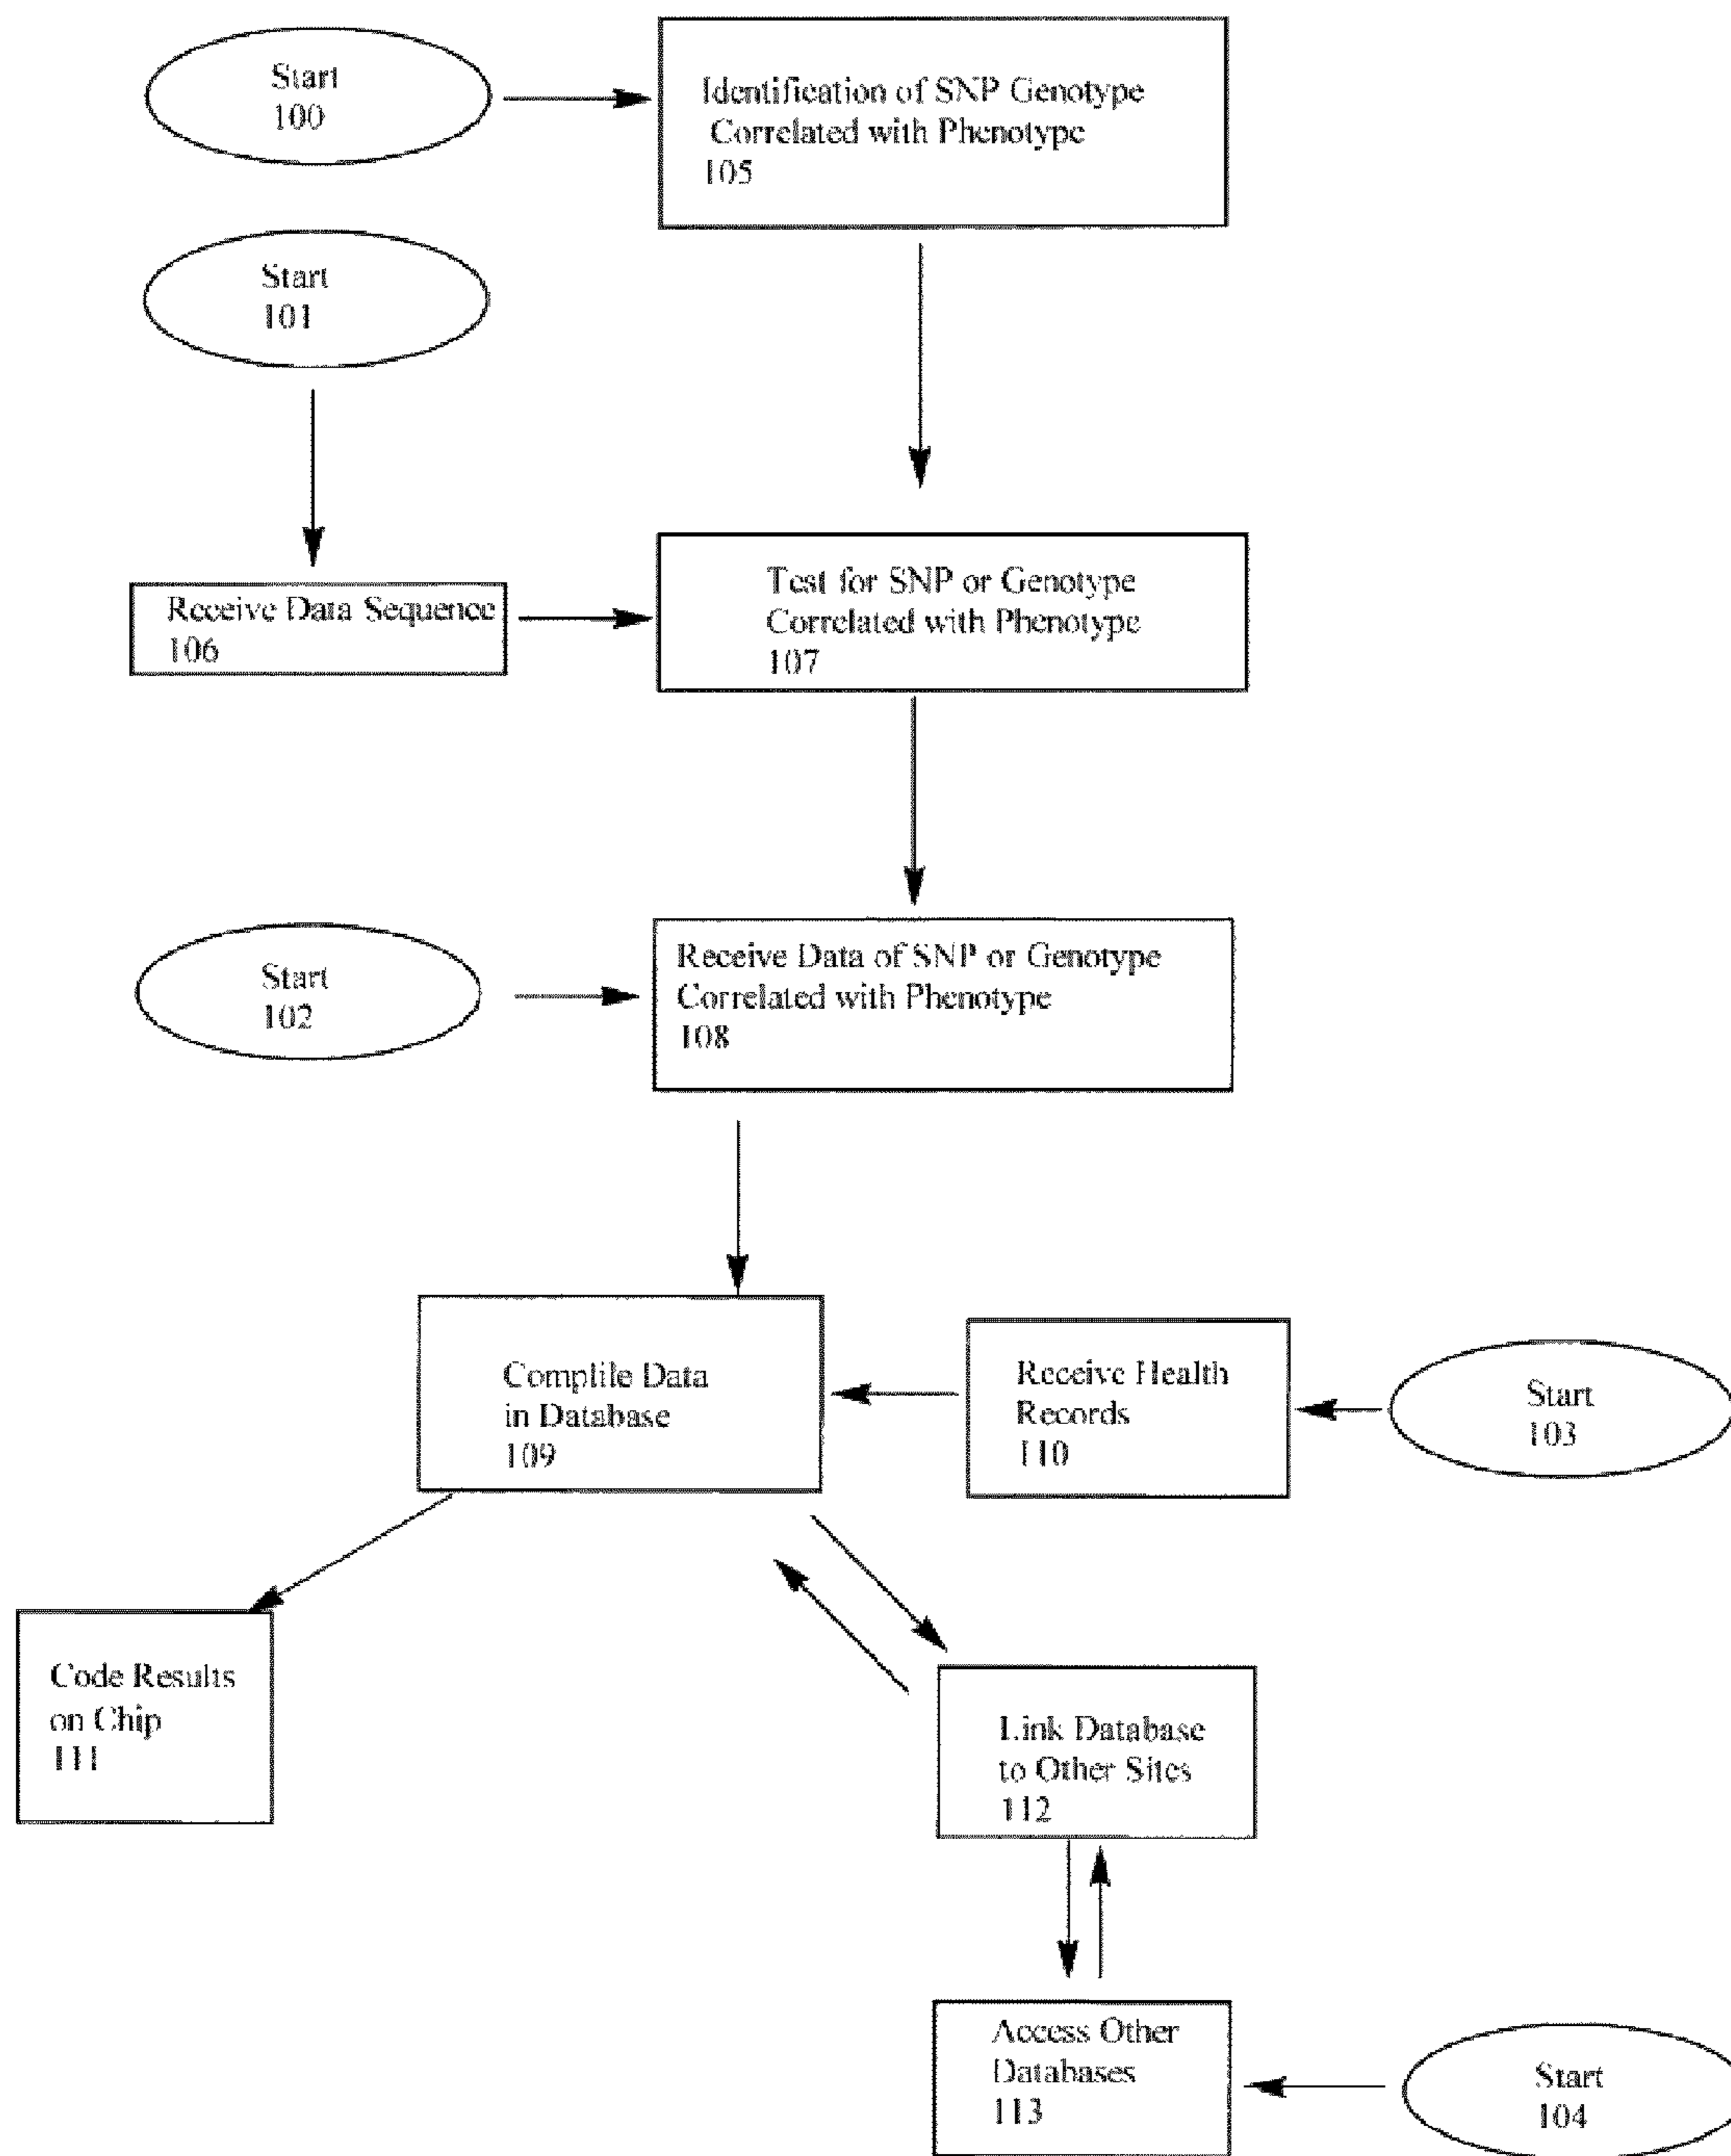 Start
100
Identification of SNP Genotype
Correlated with Phenotype
105
Start
101
Receive Data Sequence
106
Test for SNP or Genotype
Correlated with Phenotype
107
Start
102
Receive Data of SNP or Genotype
Correlated with Phenotype
108
Complile Data
in Database
109
Receive Health
Records
110
Start
103
Code Results
on Chip
111
Link Database
to Other Sites
112
Access Other
Databases
113
Start
104